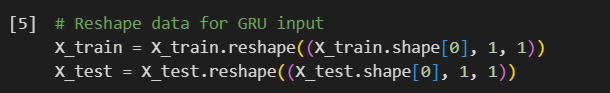 [5] # Reshape data for GRU input
X_train = X_train.reshape((X_train.shape[0], 1, 1))
X_test = X_test.reshape((X_test.shape[0], 1, 1))